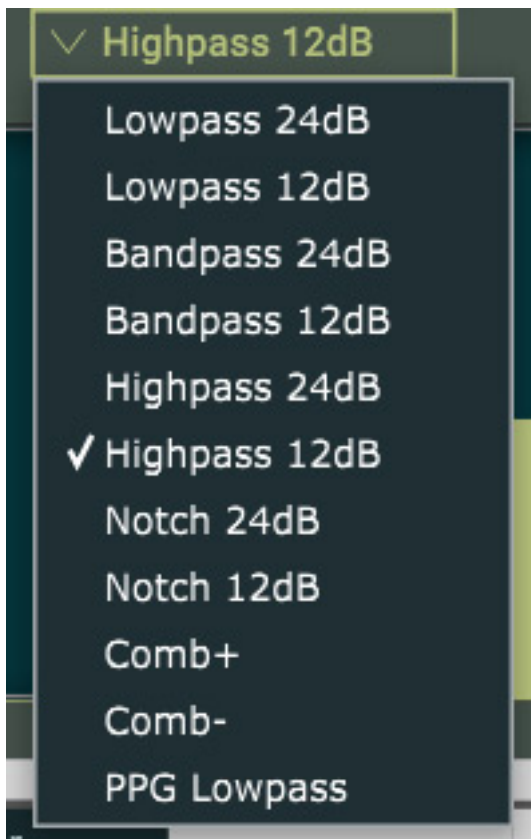 Highpass 12dB
Lowpass 24dB
Lowpass 12dB
Bandpass 24dB
Bandpass 12dB
Highpass 24dB
✓ Highpass 12dB
Notch 24dB
Notch 12dB
Comb+
Comb-
PPG Lowpass